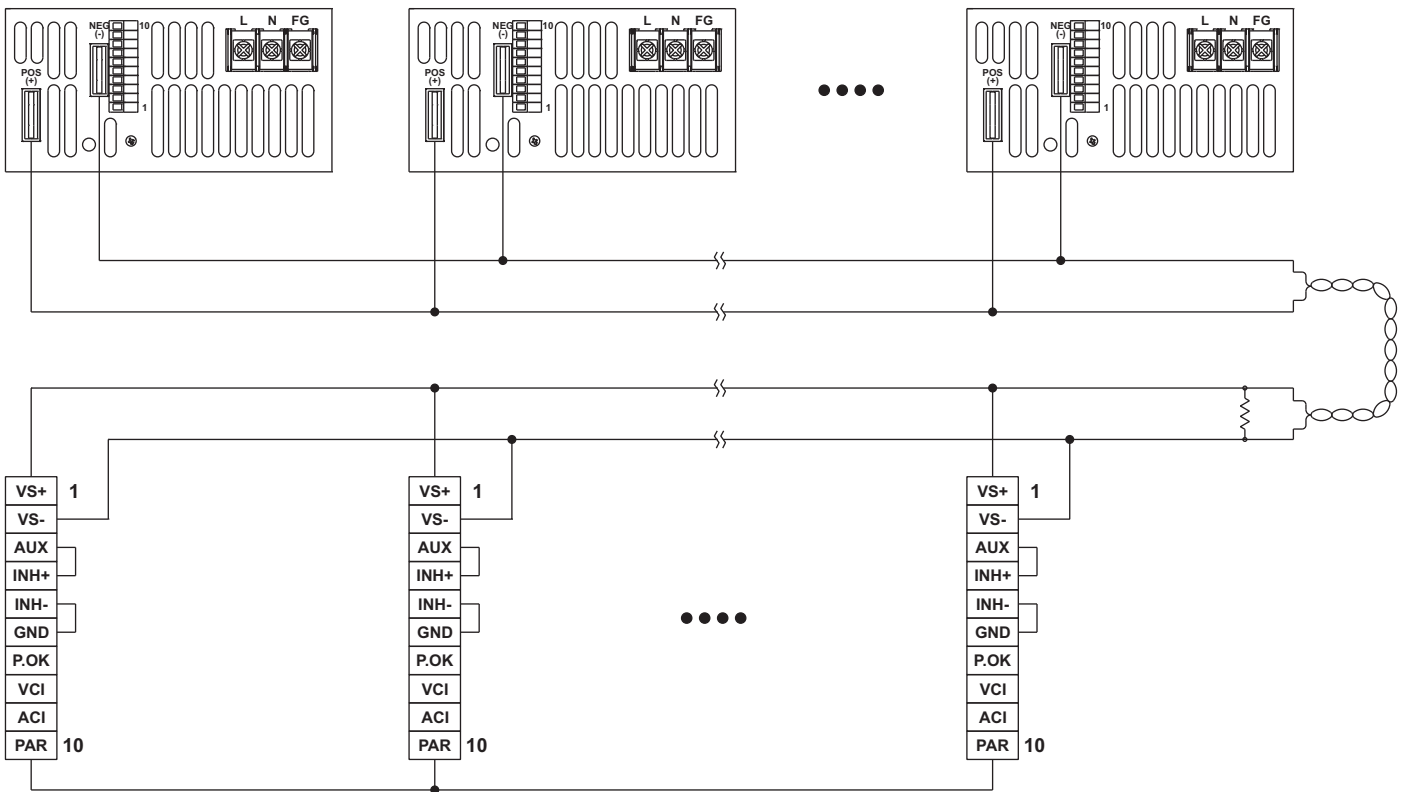 NEG 10 L N FG
(-)
POS
(+)
1
NEG 10 L N FG
(-)
POS
(+)
1
NEG 10 L N FG
(-)
POS
(+)
1
VS+ 1
VS-
AUX
INH+
INH-
GND
P.OK
VCI
ACI
PAR 10
VS+ 1
VS-
AUX
INH+
INH-
GND
P.OK
VCI
ACI
PAR 10
VS+ 1
VS-
AUX
INH+
INH-
GND
P.OK
VCI
ACI
PAR 10